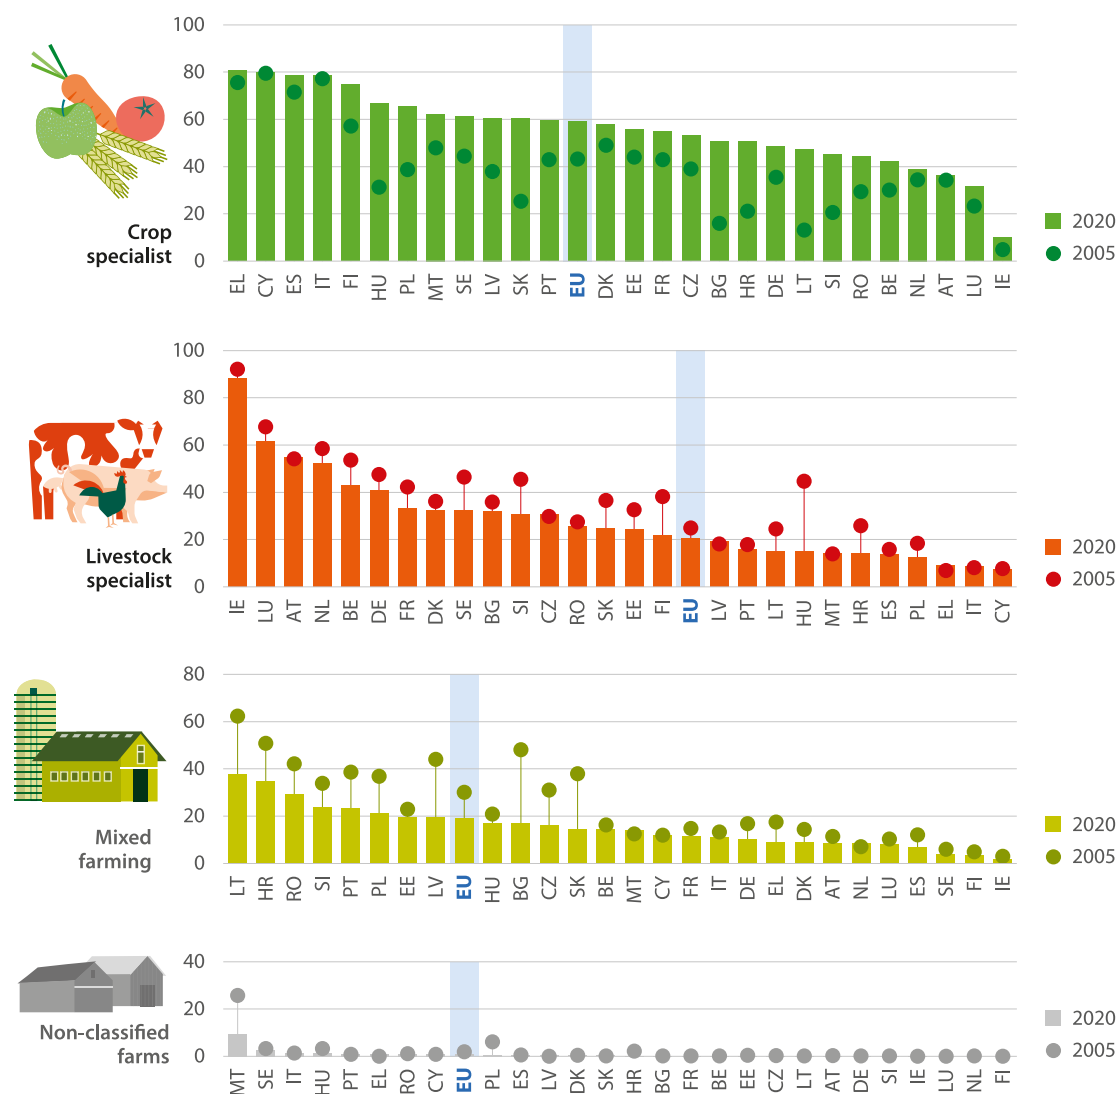 100
80
60
40
20
0
Crop
specialist
2020
2005
EL CY ES IT FI HU PL MT SE LV SK PT EU DK EE FR CZ BG HR DE LT SI RO BE NL AT LU IE
100
80
60
40
20
0
Livestock
specialist
2020
2005
IE LU AT NL BE DE FR DK SE BG SI CZ RO SK EE FI EU LV PT LT HU MT HR ES PL EL IT CY
80
60
40
20
0
Mixed
farming
2020
2005
LT HR RO SI PT PL EE LV EU HU BG CZ SK BE MT CY FR IT DE EL DK AT NL LU ES SE FI IE
40
20
0
Non-classified
farms
2020
2005
MT SE IT HU PT EL RO CY EU PL ES LV DK SK HR BG FR BE EE CZ LT AT DE SI IE LU NL FI